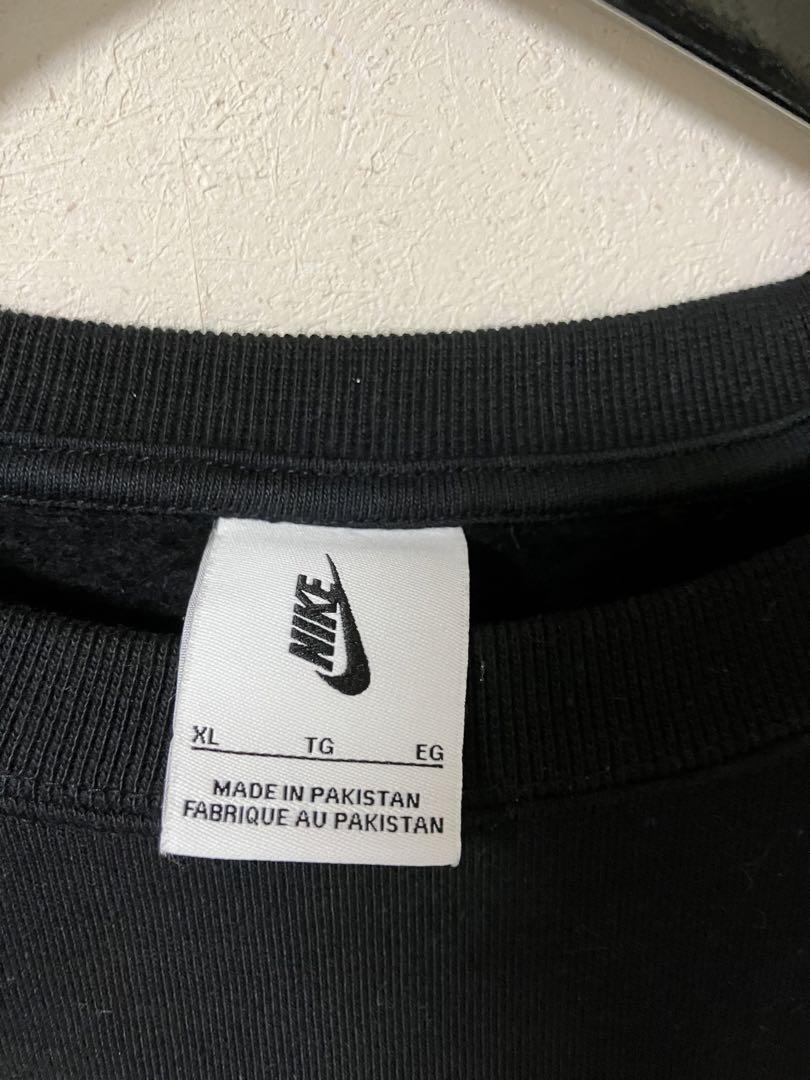 NIKE
XL TG EG
MADE IN PAKISTAN
FABRIQUE AU PAKISTAN